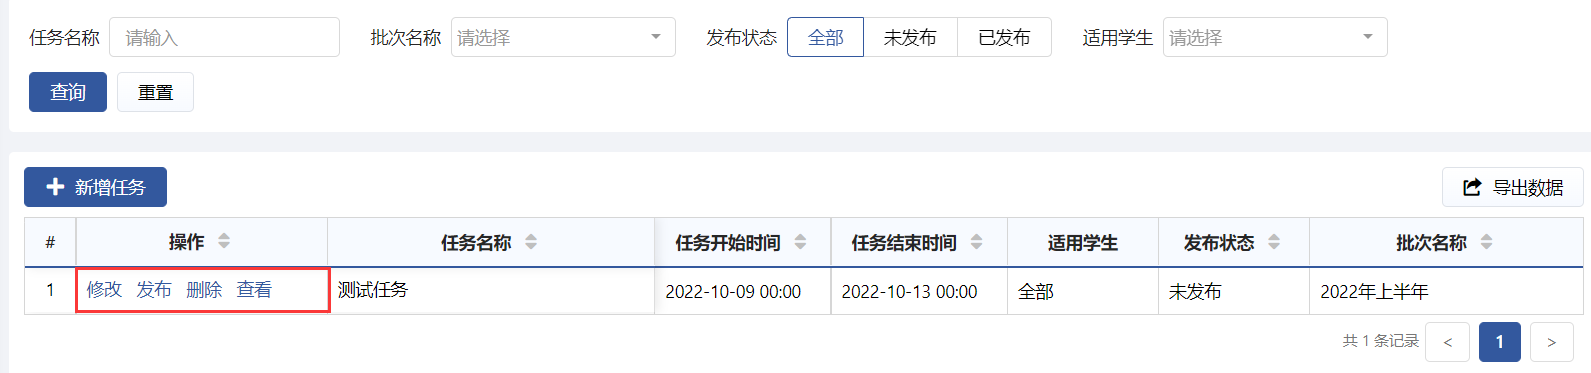 任务名称 请输入 批次名称 请选择 发布状态 全部 未发布 已发布 适用学生 请选择
查询 重置
新增任务 导出数据
# 操作 任务名称 任务开始时间 任务结束时间 适用学生 发布状态 批次名称
1 修改 发布 删除 查看 测试任务 2022-10-09 00:00 2022-10-13 00:00 全部 未发布 2022年上半年
共 1 条记录 < 1 >